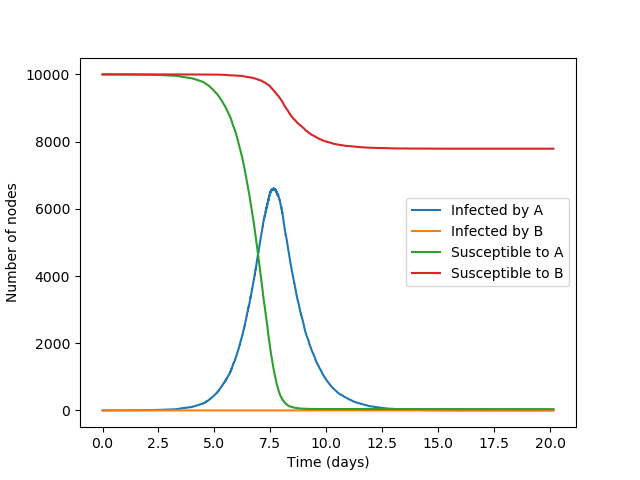 10000
8000
6000
4000
2000
0
Number of nodes
Infected by A
Infected by B
Susceptible to A
Susceptible to B
0.0 2.5 5.0 7.5 10.0 12.5 15.0 17.5 20.0
Time (days)